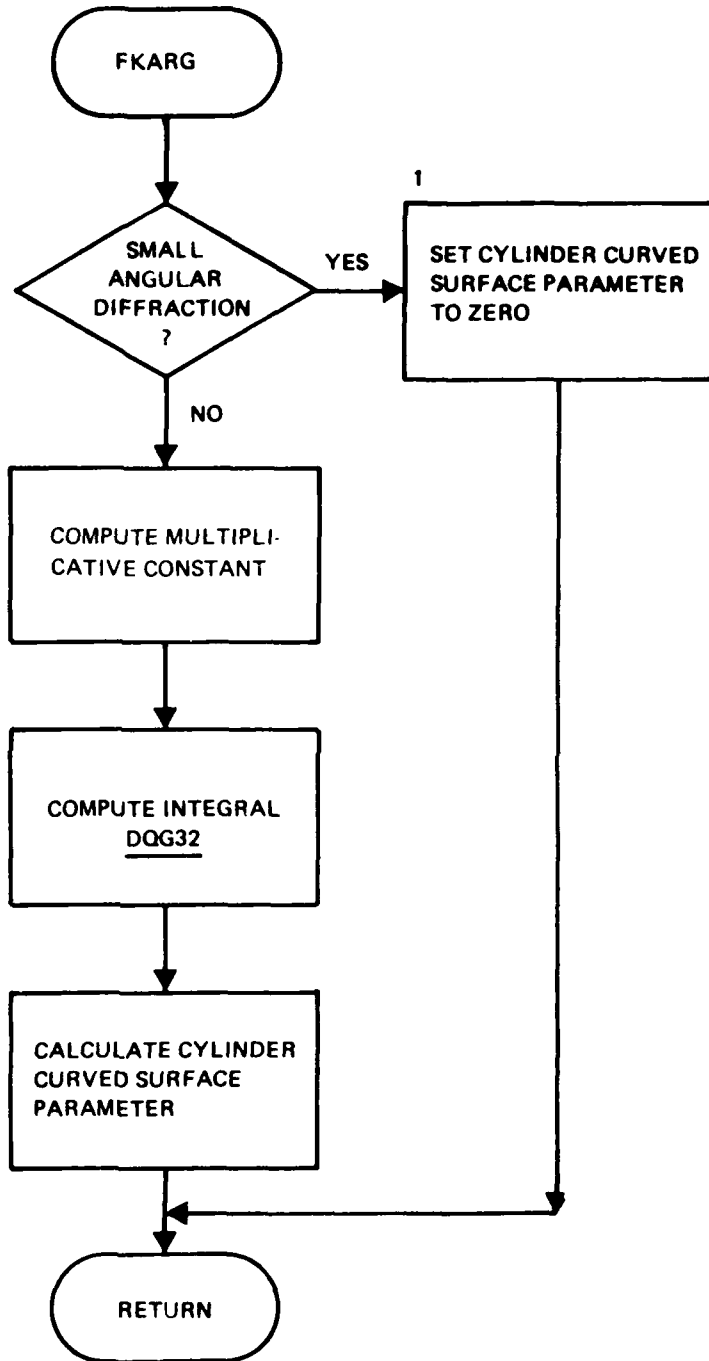 FKARG
SMALL
ANGULAR
DIFFRACTION
?
YES
1
SET CYLINDER CURVED
SURFACE PARAMETER
TO ZERO
NO
COMPUTE MULTIPLI-
CATIVE CONSTANT
COMPUTE INTEGRAL
DQG32
CALCULATE CYLINDER
CURVED SURFACE
PARAMETER
RETURN